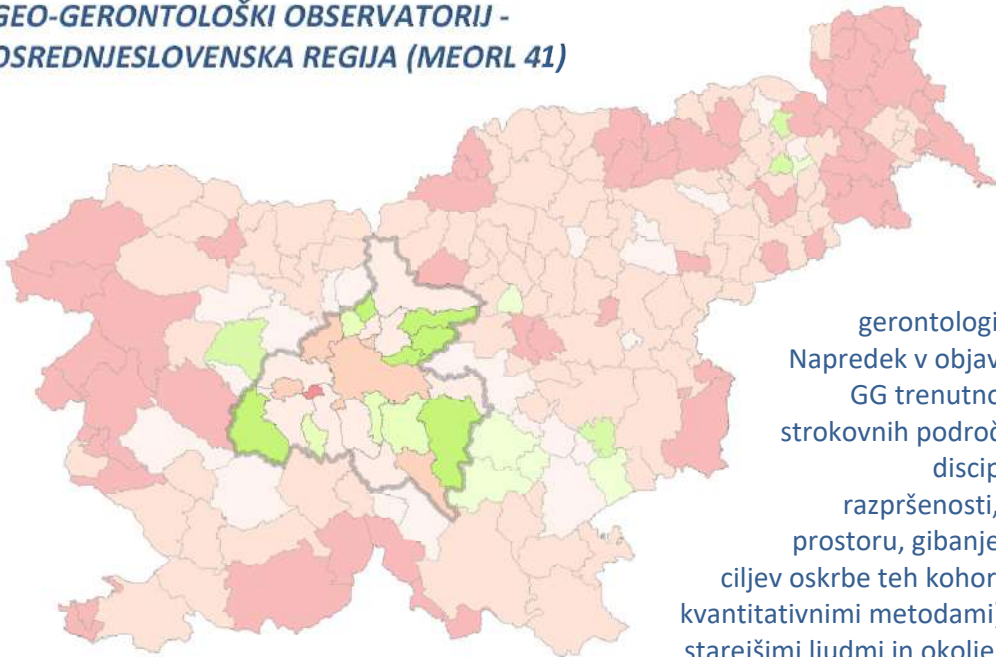 GEO-GERONTOLOŠKI OBSERVATORIJ -
OSREDNJESLOVENSKA REGIJA (MEORL 41)
gerontologi
Napredek v objav
GG trenutno
strokovnih področ
discip
razpršenosti,
prostoru, gibanje
ciljev oskrbe teh kohor
kvantitativnimi metodami)
starejšimi ljudmi in okolje